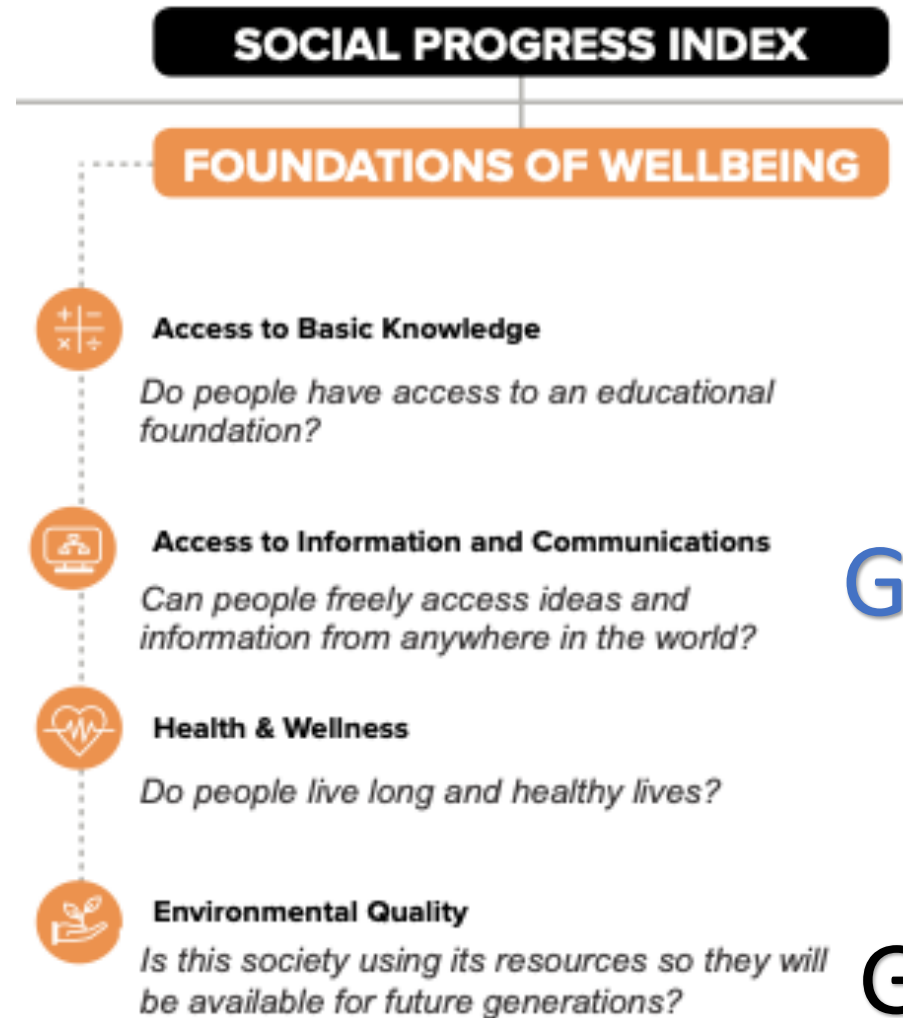 SOCIAL PROGRESS INDEX
FOUNDATIONS OF WELLBEING
Access to Basic Knowledge
Do people have access to an educational
foundation?
Access to Information and Communications
Can people freely access ideas and
information from anywhere in the world?
G
Health & Wellness
Do people live long and healthy lives?
Environmental Quality
Is this society using its resources so they will
be available for future generations?
G